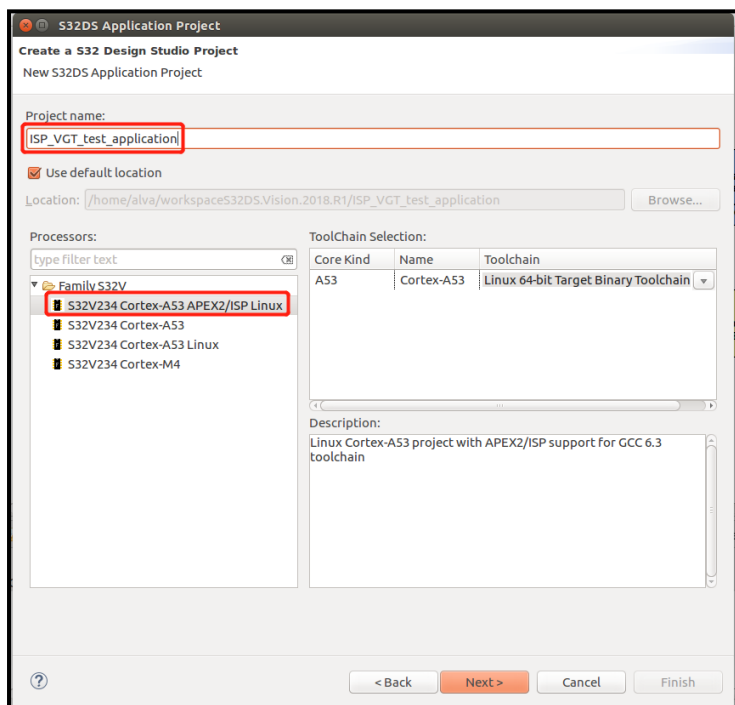 S32DS Application Project
Create a S32 Design Studio Project
New S32DS Application Project
Project name:
ISP_VGT_test_application
Use default location
Location: /home/alva/workspaceS32DS.Vision.2018.R1/ISP_VGT_test_application Browse...
Processors:
type filter text
Family S32V
S32V234 Cortex-A53 APEX2/ISP Linux
S32V234 Cortex-A53
S32V234 Cortex-A53 Linux
S32V234 Cortex-M4
ToolChain Selection:
Core Kind Name Toolchain
A53 Cortex-A53 Linux 64-bit Target Binary Toolchain
Description:
Linux Cortex-A53 project with APEX2/ISP support for GCC 6.3
toolchain
? < Back Next > Cancel Finish